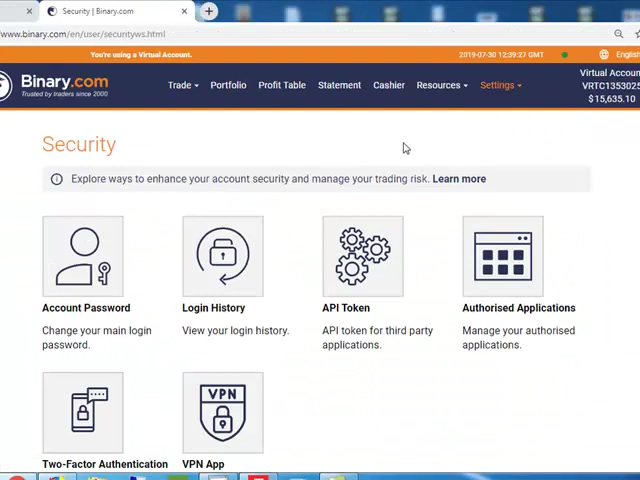 Security | Binary.com
www.binary.com/en/user/securityws.html
You're using a Virtual Account.
2019-07-30 12:39:27 GMT
English
Binary.com
Trusted by traders since 2000
Trade
Portfolio
Profit Table
Statement
Cashier
Resources
Settings
Virtual Accoun
VRTC1353025
$15,635.10
Security
Explore ways to enhance your account security and manage your trading risk. Learn more
Account Password
Change your main login
password.
Login History
View your login history.
API Token
API token for third party
applications.
Authorised Applications
Manage your authorised
applications.
Two-Factor Authentication
VPN
VPN App